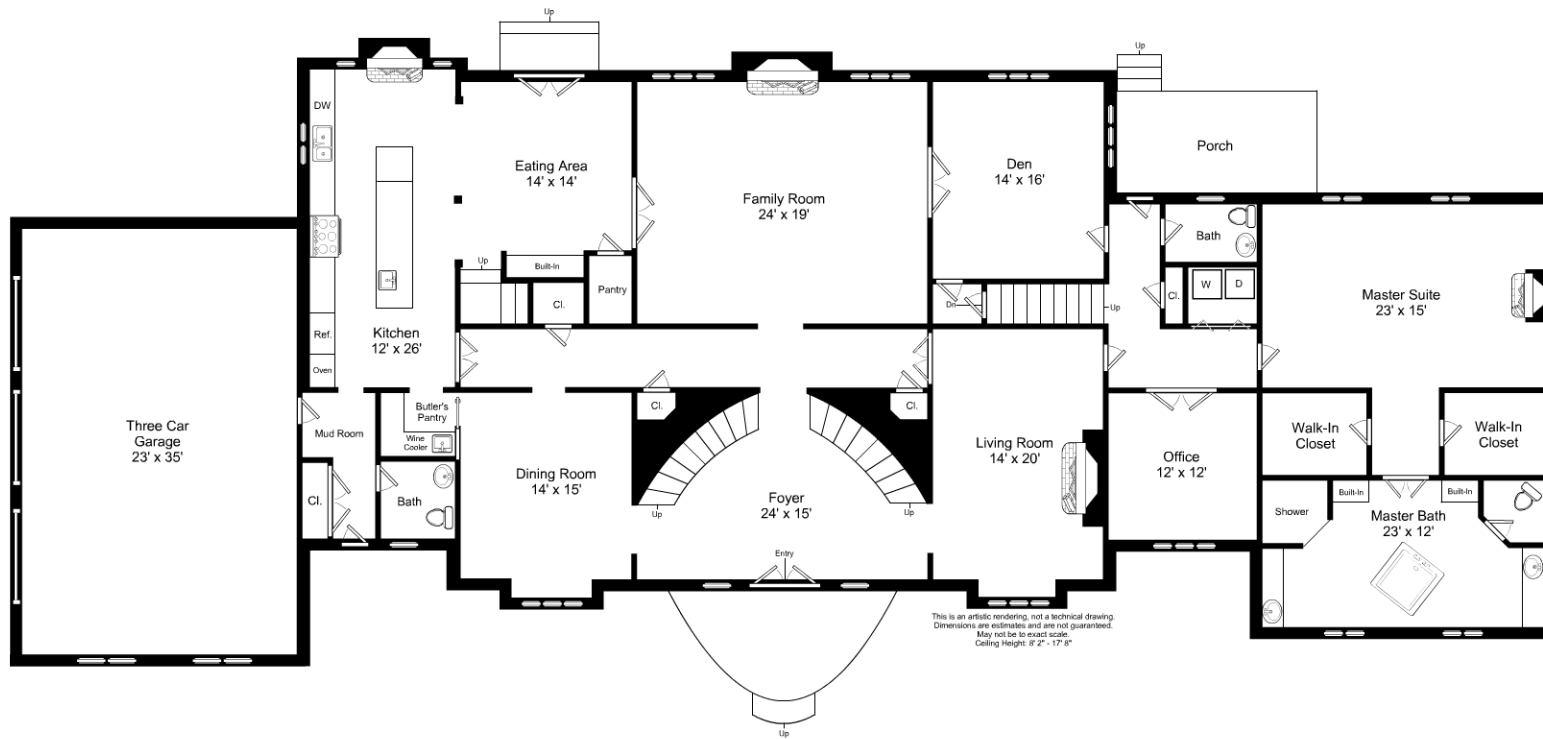 Up
Up
DW
Eating Area
14' x 14'
Family Room
24' x 19'
Den
14' x 16'
Porch
Bath
Up
Built-In
Pantry
Cl.
Dn
Up
Cl.
W
D
Master Suite
23' x 15'
Ref.
Kitchen
12' x 26'
Oven
Three Car
Garage
23' x 35'
Mud Room
Butler's
Pantry
Wine
Cooler
Cl.
Cl.
Living Room
14' x 20'
Office
12' x 12'
Walk-In
Closet
Walk-In
Closet
Cl.
Bath
Dining Room
14' x 15'
Up
Foyer
24' x 15'
Up
Shower
Built-In
Built-In
Master Bath
23' x 12'
Entry
This is an artistic rendering, not a technical drawing.
Dimensions are estimates and are not guaranteed.
May not be to exact scale.
Ceiling Height: 8' 2" - 17' 8"
Up